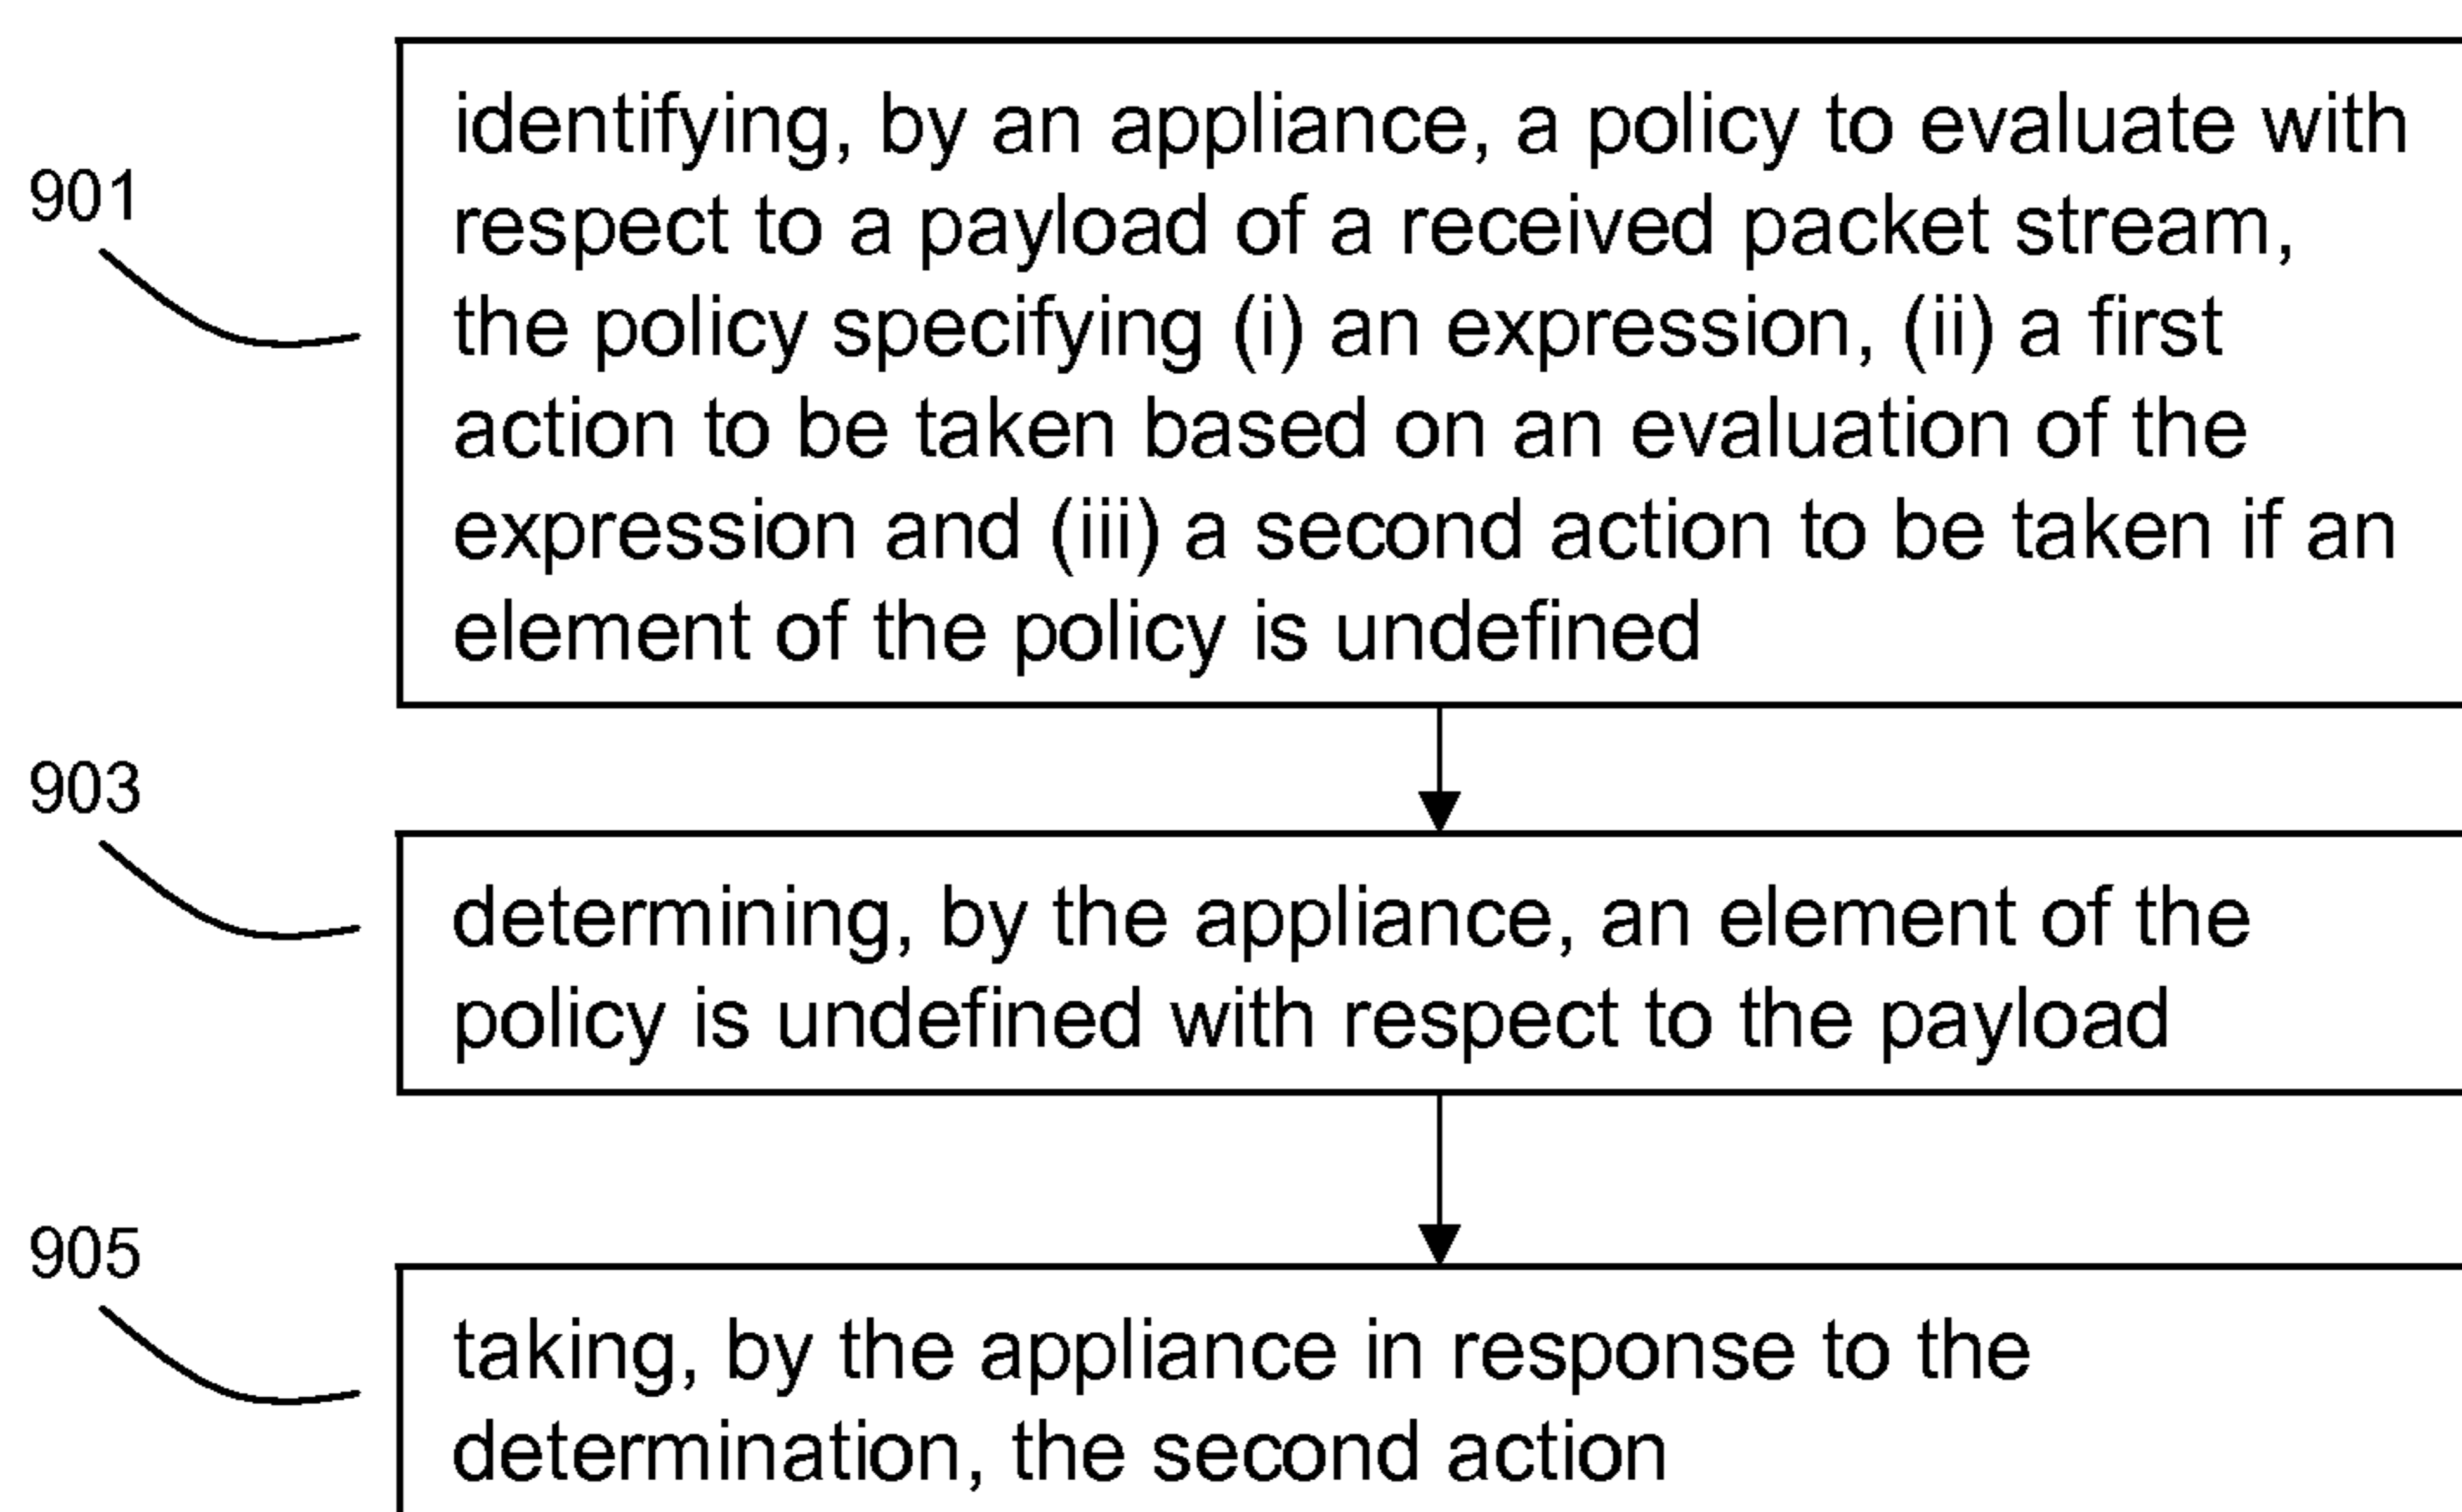 901
identifying, by an appliance, a policy to evaluate with
respect to a payload of a received packet stream,
the policy specifying (i) an expression, (ii) a first
action to be taken based on an evaluation of the
expression and (iii) a second action to be taken if an
element of the policy is undefined
903
determining, by the appliance, an element of the
policy is undefined with respect to the payload
905
taking, by the appliance in response to the
determination, the second action